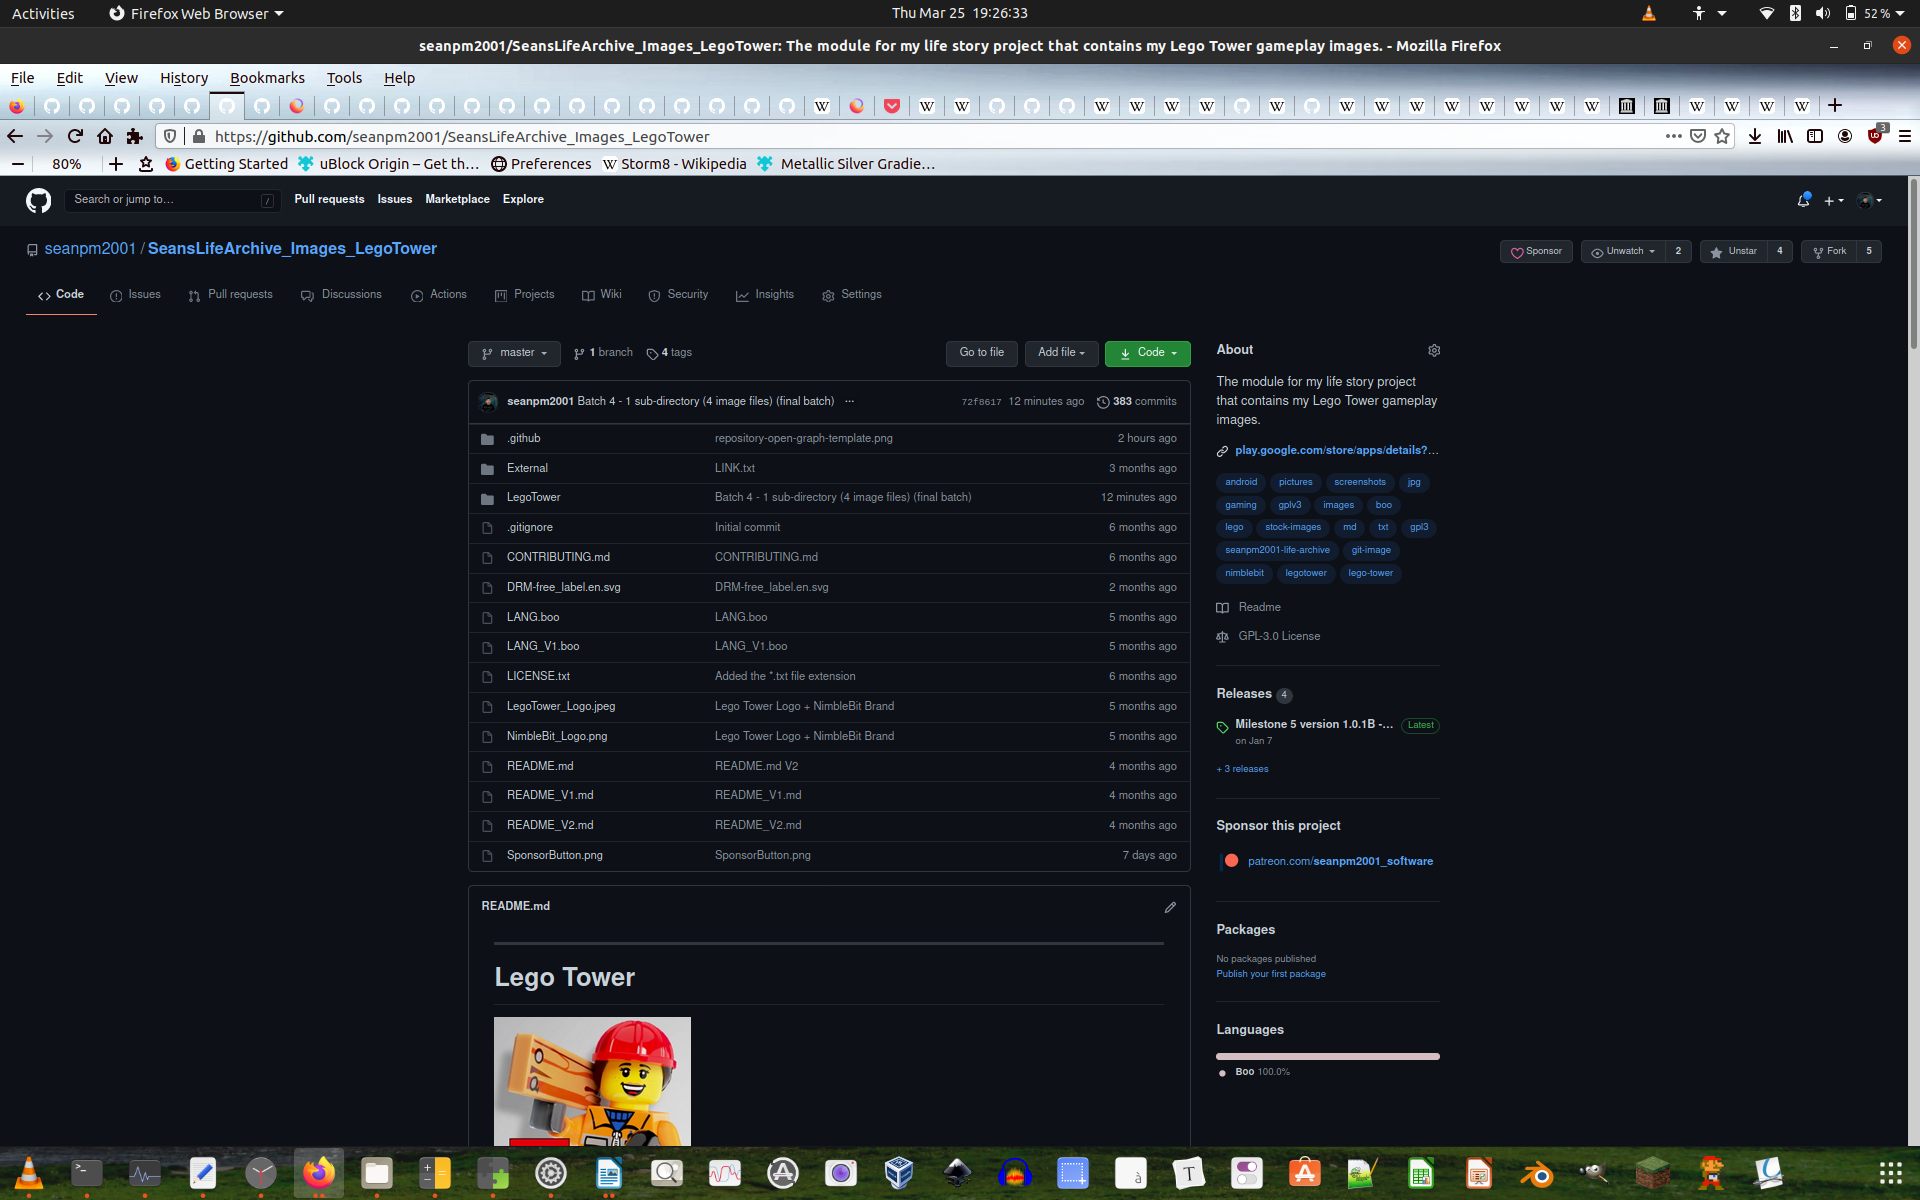 Activities Firefox Web Browser Thu Mar 25 19:26:33 52 %
seanpm2001/SeansLifeArchive_Images_LegoTower: The module for my life story project that contains my Lego Tower gameplay images. - Mozilla Firefox
File Edit View History Bookmarks Tools Help
https://github.com/seanpm2001/SeansLifeArchive_Images_LegoTower 3
80% Getting Started uBlock Origin – Get th… Preferences Storm8 - Wikipedia Metallic Silver Gradie…
Search or jump to… / Pull requests Issues Marketplace Explore
seanpm2001 / SeansLifeArchive_Images_LegoTower Sponsor Unwatch 2 Unstar 4 Fork 5
Code Issues Pull requests Discussions Actions Projects Wiki Security Insights Settings
master 1 branch 4 tags Go to file Add file Code
seanpm2001 Batch 4 - 1 sub-directory (4 image files) (final batch) ... 72f8617 12 minutes ago 383 commits
.github repository-open-graph-template.png 2 hours ago
External LINK.txt 3 months ago
LegoTower Batch 4 - 1 sub-directory (4 image files) (final batch) 12 minutes ago
.gitignore Initial commit 6 months ago
CONTRIBUTING.md CONTRIBUTING.md 6 months ago
DRM-free_label.en.svg DRM-free_label.en.svg 2 months ago
LANG.boo LANG.boo 5 months ago
LANG_V1.boo LANG_V1.boo 5 months ago
LICENSE.txt Added the *.txt file extension 6 months ago
LegoTower_Logo.jpeg Lego Tower Logo + NimbleBit Brand 5 months ago
NimbleBit_Logo.png Lego Tower Logo + NimbleBit Brand 5 months ago
README.md README.md V2 4 months ago
README_V1.md README_V1.md 4 months ago
README_V2.md README_V2.md 4 months ago
SponsorButton.png SponsorButton.png 7 days ago
README.md
Lego Tower
About
The module for my life story project
that contains my Lego Tower gameplay
images.
play.google.com/store/apps/details?...
android pictures screenshots jpg
gaming gplv3 images boo
lego stock-images md txt gpl3
seanpm2001-life-archive git-image
nimblebit legotower lego-tower
Readme
GPL-3.0 License
Releases 4
Milestone 5 version 1.0.1B -... Latest
on Jan 7
+ 3 releases
Sponsor this project
patreon.com/seanpm2001_software
Packages
No packages published
Publish your first package
Languages
Boo 100.0%